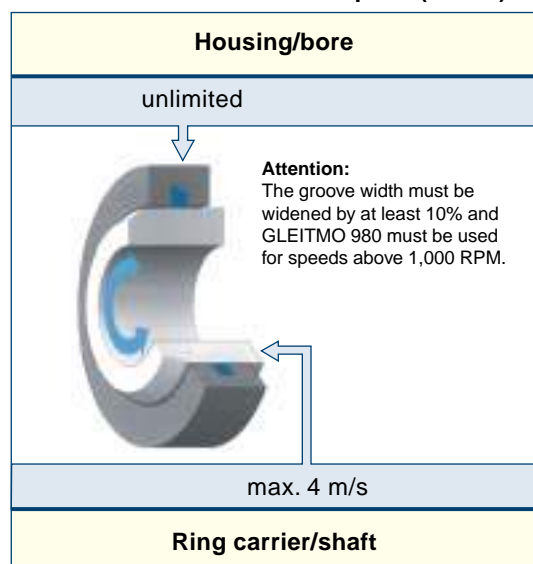 Housing/bore
unlimited
Attention:
The groove width must be
widened by at least 10% and
GLEITMO 980 must be used
for speeds above 1,000 RPM.
max. 4 m/s
Ring carrier/shaft